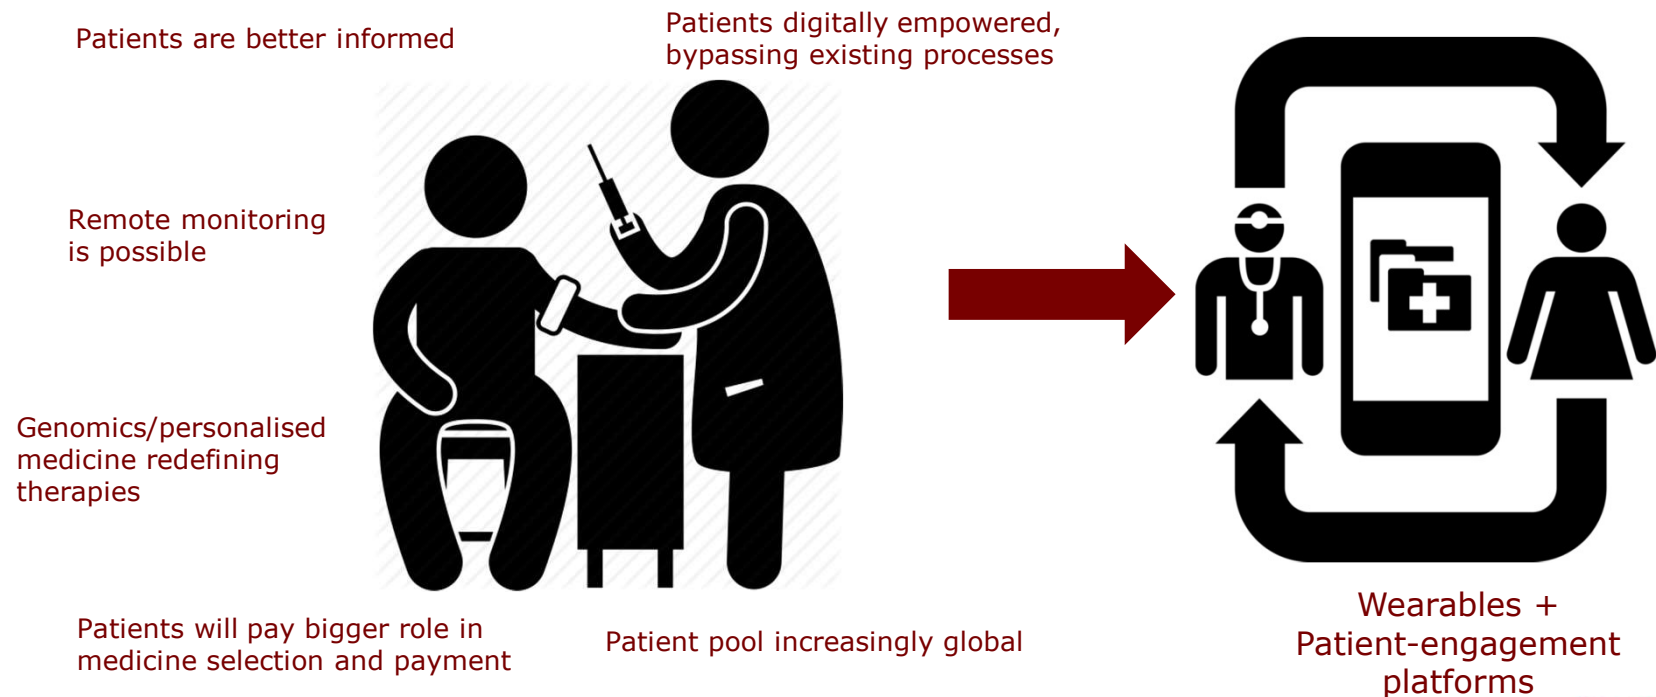 Patients are better informed
Patients digitally empowered,
bypassing existing processes
Remote monitoring
is possible
Genomics/personalised
medicine redefining
therapies
Patients will pay bigger role in
medicine selection and payment
Patient pool increasingly global
Wearables +
Patient-engagement
platforms